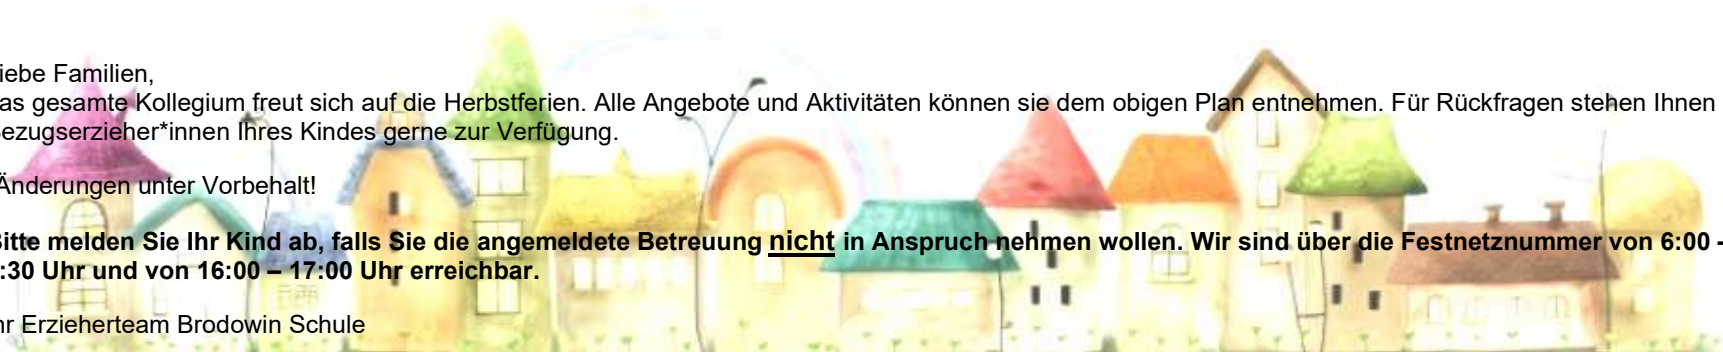 iebe Familien,
as gesamte Kollegium freut sich auf die Herbstferien. Alle Angebote und Aktivitäten können sie dem obigen Plan entnehmen. Für Rückfragen stehen Ihnen
ezugserzieher*innen Ihres Kindes gerne zur Verfügung.
Änderungen unter Vorbehalt!
itte melden Sie Ihr Kind ab, falls Sie die angemeldete Betreuung nicht in Anspruch nehmen wollen. Wir sind über die Festnetznummer von 6:00 -
:30 Uhr und von 16:00 – 17:00 Uhr erreichbar.
hr Erzieherteam Brodowin Schule